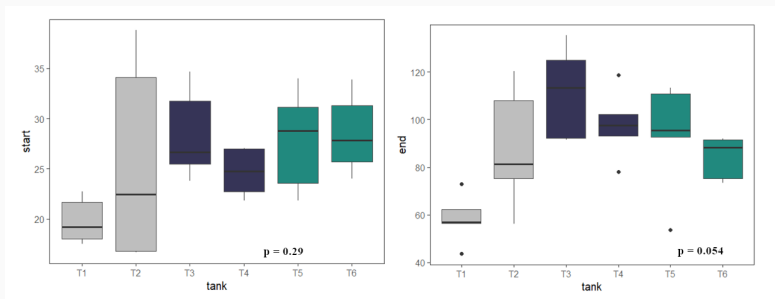 start
35
30
25
20
p = 0.29
T1 T2 T3 T4 T5 T6
tank
end
120
100
80
60
40
p = 0.054
T1 T2 T3 T4 T5 T6
tank